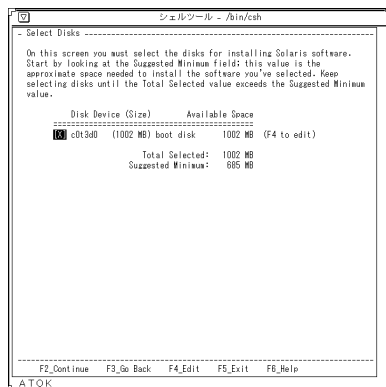 シェルツール - /bin/csh
- Select Disks
On this screen you must select the disks for installing Solaris software.
Start by looking at the Suggested Minimum field; this value is the
approximate space needed to install the software you've selected. Keep
selecting disks until the Total Selected value exceeds the Suggested Minimum
value.
Disk Device (Size) Available Space
=============================================
[X] c0t3d0 (1002 MB) boot disk 1002 MB (F4 to edit)
Total Selected: 1002 MB
Suggested Minimum: 685 MB
F2_Continue F3_Go Back F4_Edit F5_Exit F6_Help
ATOK